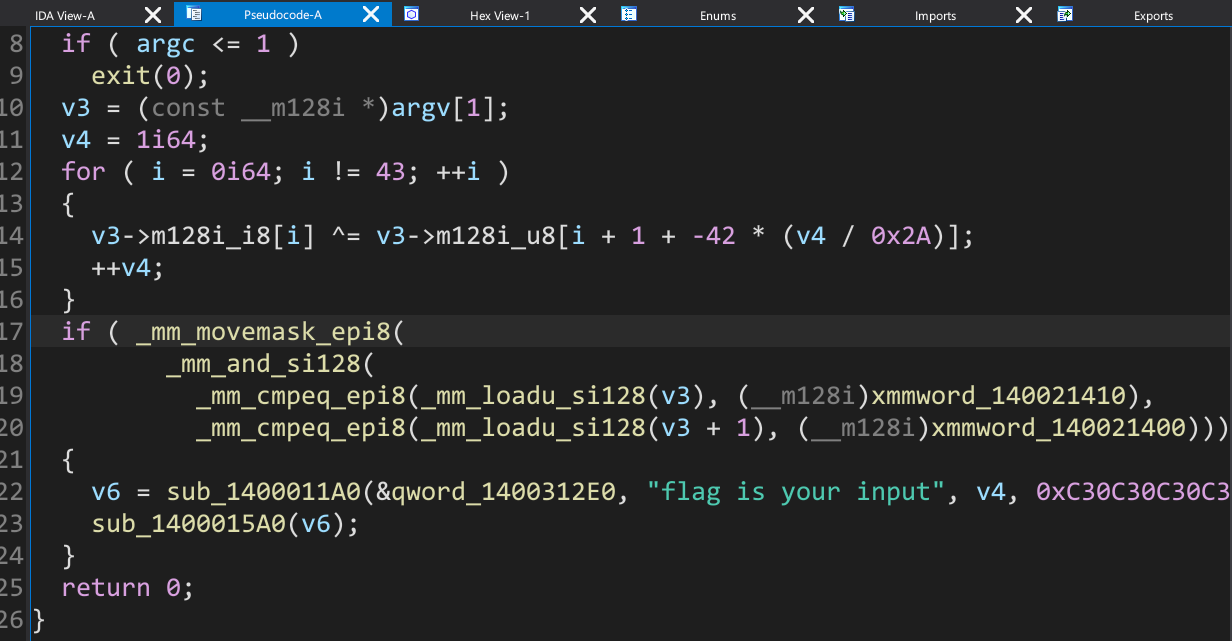 IDA View-A Pseudocode-A Hex View-1 Enums Imports Exports
8 if ( argc <= 1 )
9 exit(0);
10 v3 = (const __m128i *)argv[1];
11 v4 = 1i64;
12 for ( i = 0i64; i != 43; ++i )
13 {
14 v3->m128i_i8[i] ^= v3->m128i_u8[i + 1 + -42 * (v4 / 0x2A)];
15 ++v4;
16 }
17 if ( _mm_movemask_epi8(
18 _mm_and_si128(
19 _mm_cmpeq_epi8(_mm_loadu_si128(v3), (__m128i)xmmword_140021410),
20 _mm_cmpeq_epi8(_mm_loadu_si128(v3 + 1), (__m128i)xmmword_140021400)))
21 {
22 v6 = sub_1400011A0(&qword_1400312E0, "flag is your input", v4, 0xC30C30C30C3
23 sub_1400015A0(v6);
24 }
25 return 0;
26 }